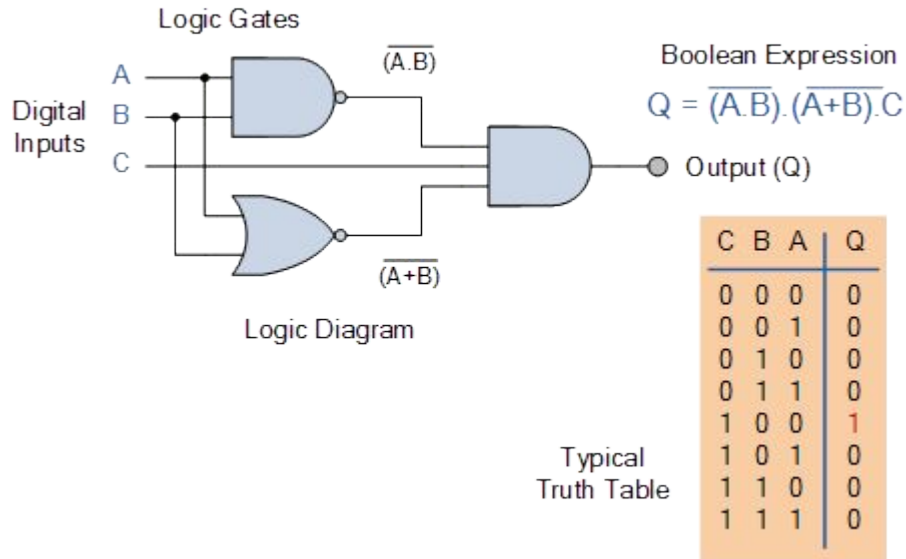 Logic Gates
A
B
C
Digital
Inputs
(A̅.̅B̅)
(A̅+̅B̅)
Logic Diagram
Boolean Expression
Q = (A̅.̅B̅).(A̅+̅B̅).C
Output (Q)
C B A Q
0 0 0 0
0 0 1 0
0 1 0 0
0 1 1 0
1 0 0 1
1 0 1 0
1 1 0 0
1 1 1 0
Typical
Truth Table